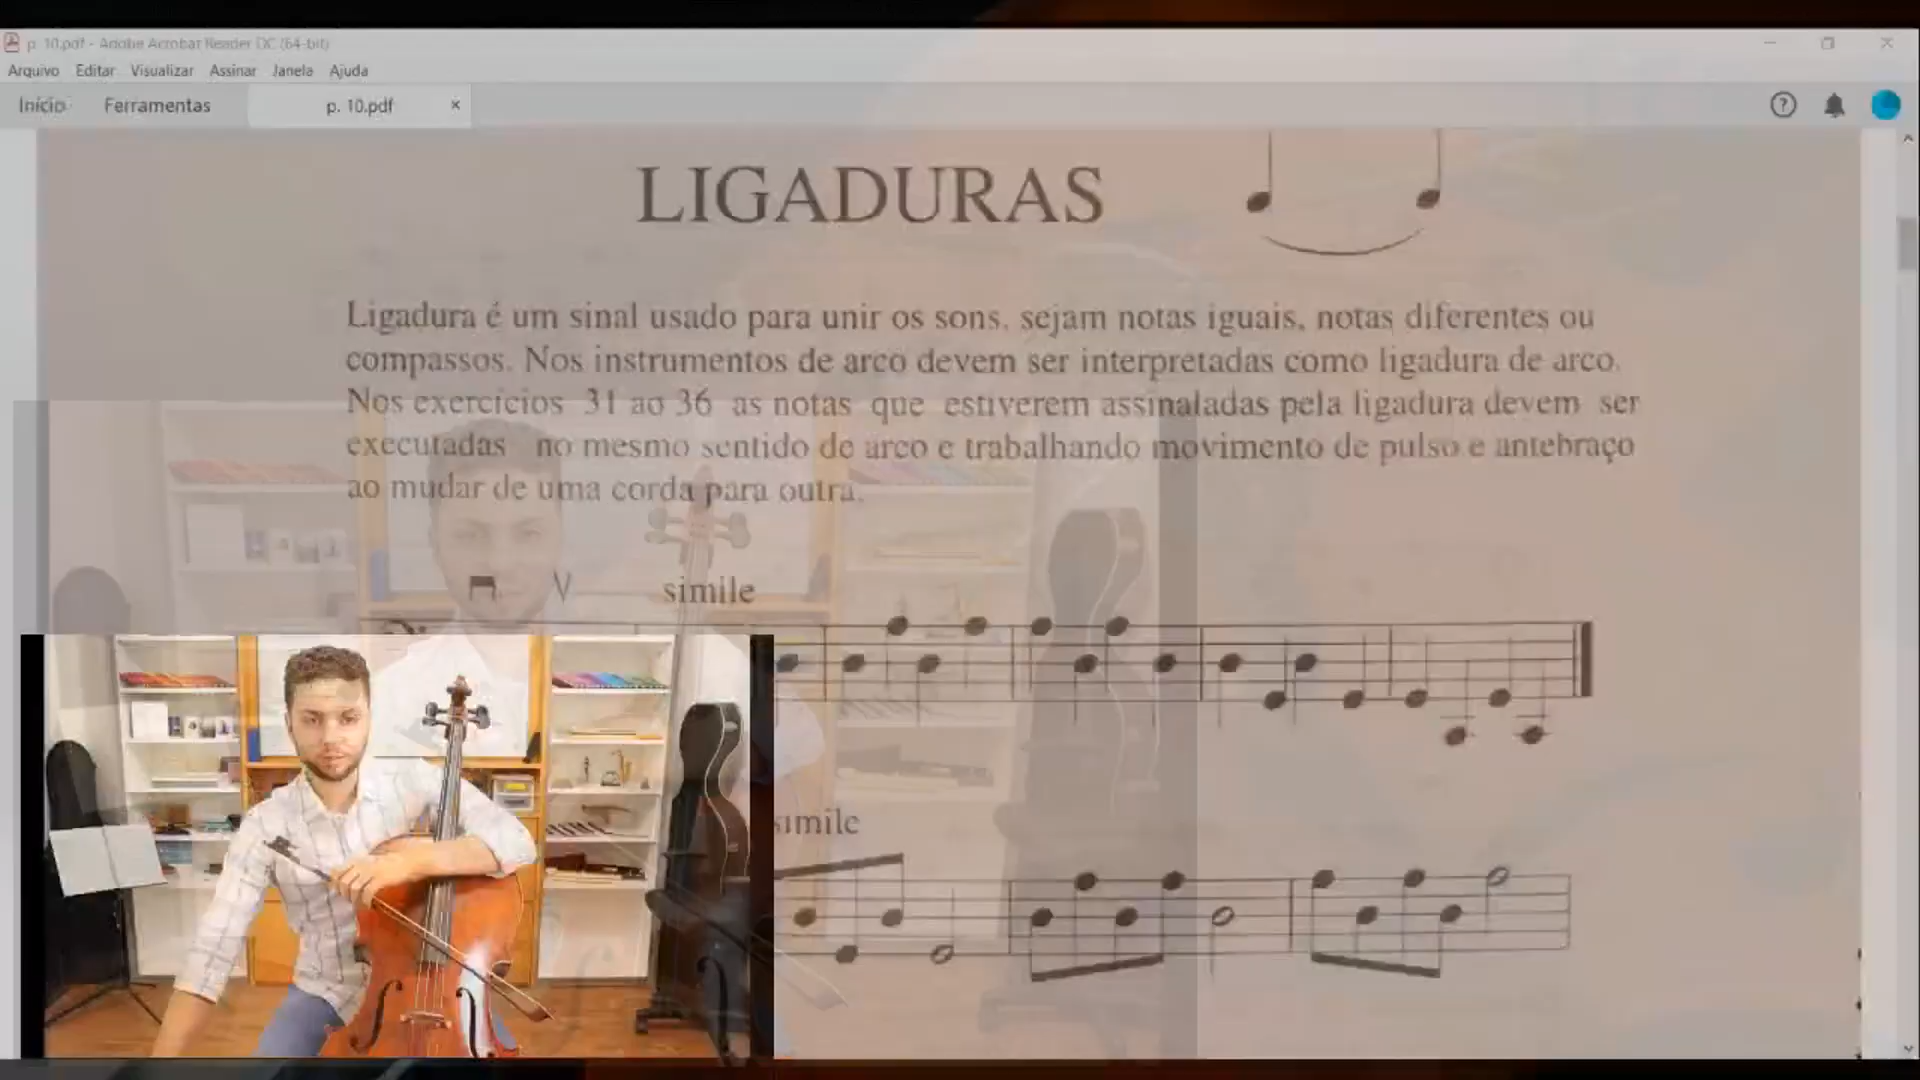 p. 10.pdf - Adobe Acrobat Reader DC (64-bit)
Arquivo Editar Visualizar Assinar Janela Ajuda
Início Ferramentas p. 10.pdf
LIGADURAS
Ligadura é um sinal usado para unir os sons, sejam notas iguais, notas diferentes ou
compassos. Nos instrumentos de arco devem ser interpretadas como ligadura de arco.
Nos exercícios 31 ao 36 as notas que estiverem assinaladas pela ligadura devem ser
executadas no mesmo sentido de arco e trabalhando movimento de pulso e antebraço
ao mudar de uma corda para outra.
V simile
simile